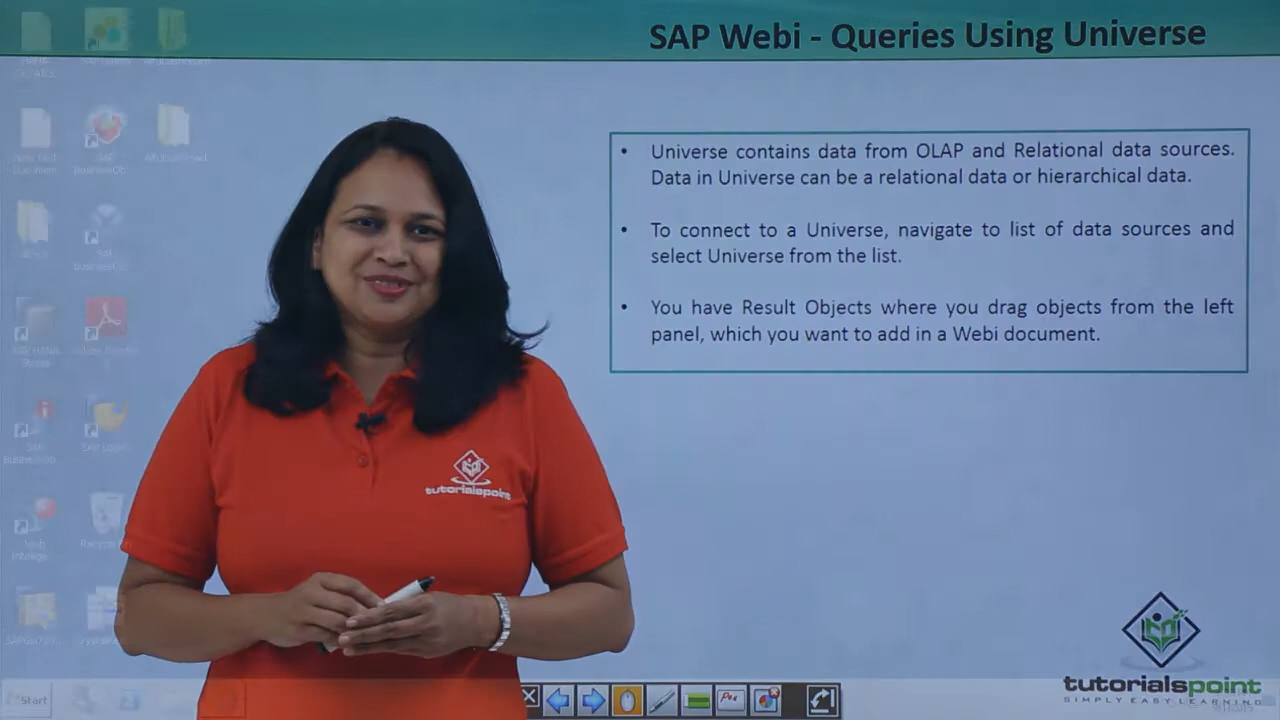 SAP Webi - Queries Using Universe
• Universe contains data from OLAP and Relational data sources.
Data in Universe can be a relational data or hierarchical data.
• To connect to a Universe, navigate to list of data sources and
select Universe from the list.
• You have Result Objects where you drag objects from the left
panel, which you want to add in a Webi document.
tutorialspoint
tutorialspoint
SIMPLY EASY LEARNING
Start
Pen